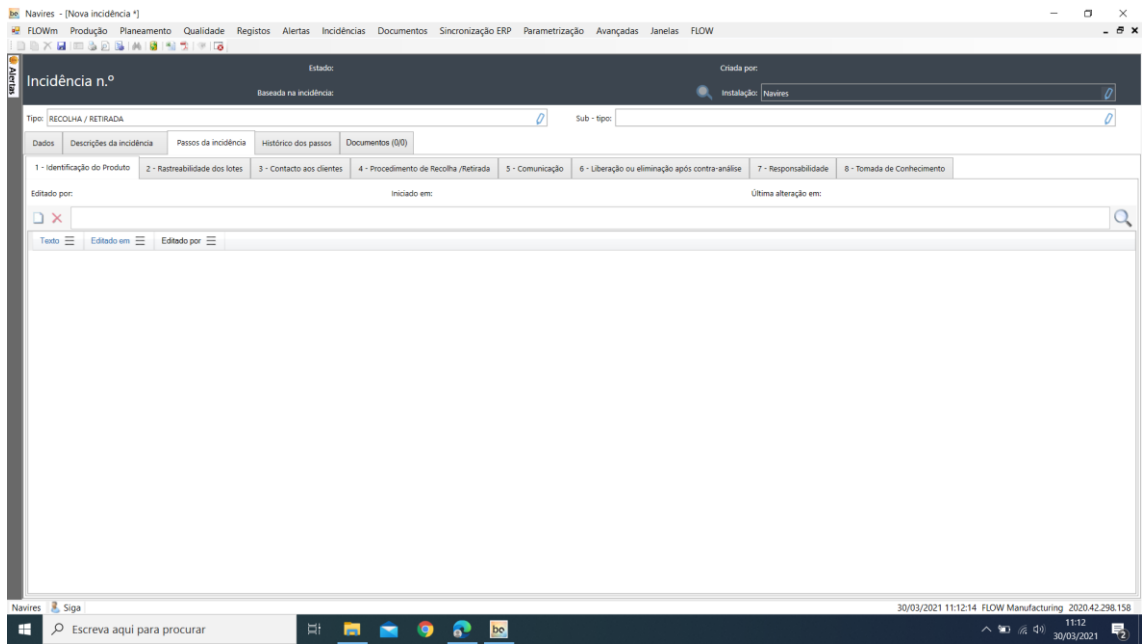 be Navires - [Nova incidência *]
FLOWm Produção Planeamento Qualidade Registos Alertas Incidências Documentos Sincronização ERP Parametrização Avançadas Janelas FLOW
Alertas
Estado: Criada por:
Incidência n.º
Baseada na incidência: Instalação: Navires
Tipo: RECOLHA / RETIRADA Sub - tipo:
Dados Descrições da incidência Passos da incidência Histórico dos passos Documentos (0/0)
1 - Identificação do Produto 2 - Rastreabilidade dos lotes 3 - Contacto aos clientes 4 - Procedimento de Recolha /Retirada 5 - Comunicação 6 - Liberação ou eliminação após contra-análise 7 - Responsabilidade 8 - Tomada de Conhecimento
Editado por: Iniciado em: Última alteração em:
Texto Editado em Editado por
Navires Siga 30/03/2021 11:12:14 FLOW Manufacturing 2020.42.298.158
Escreva aqui para procurar be 11:12
30/03/2021 2